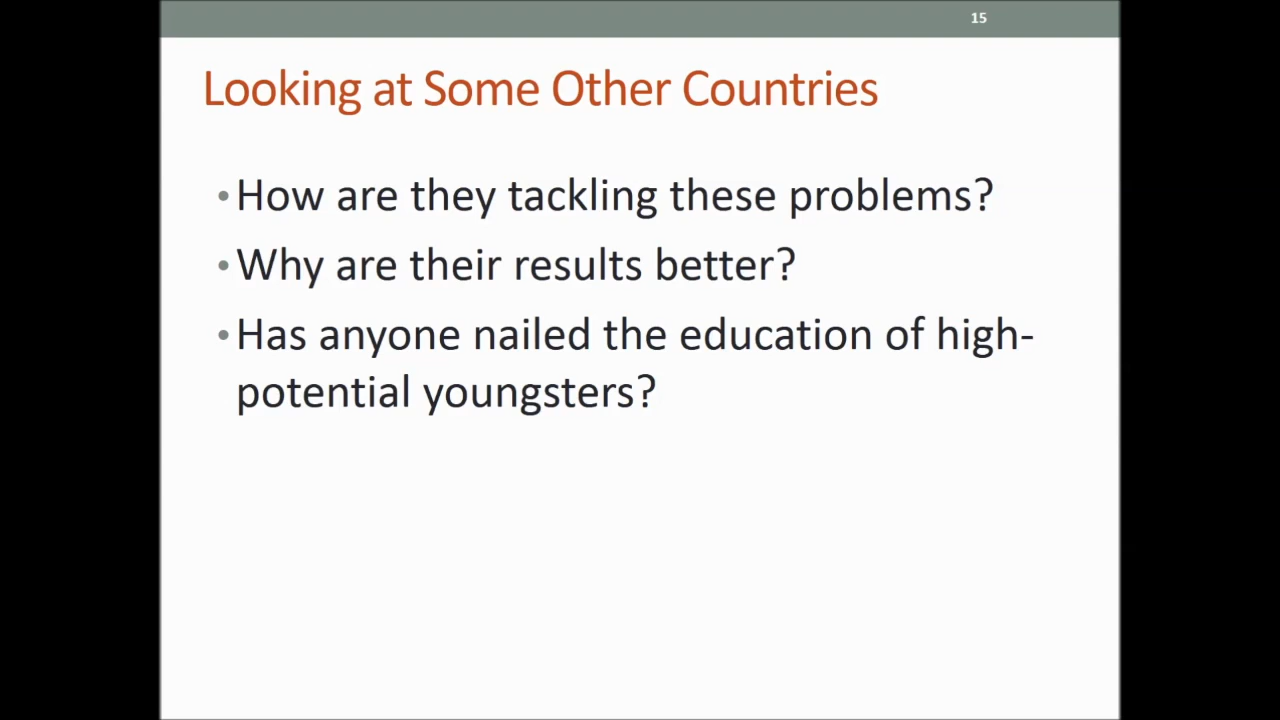 15
Looking at Some Other Countries
•How are they tackling these problems?
•Why are their results better?
•Has anyone nailed the education of high-
potential youngsters?